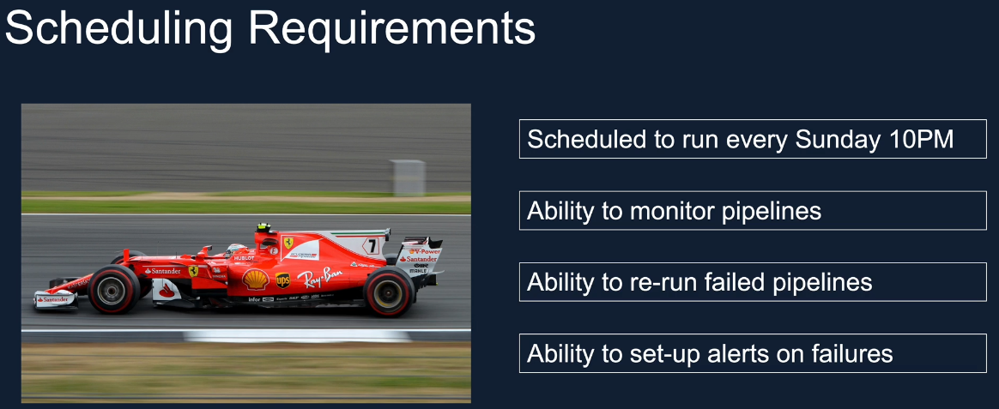 Scheduling Requirements
Scheduled to run every Sunday 10PM
Ability to monitor pipelines
Ability to re-run failed pipelines
Ability to set-up alerts on failures
7
V-Power
Santander
MAHLE
HUBLOT
Santander
ups
Ray-Ban
infor
Santander